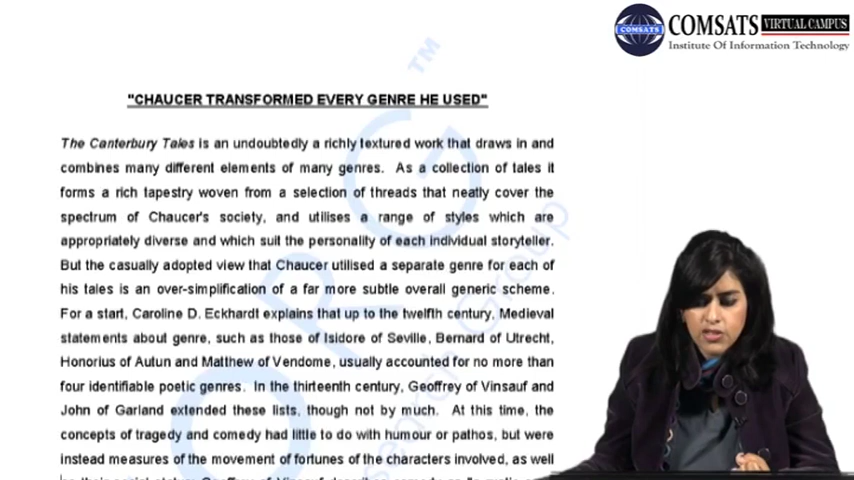 COMSATS VIRTUAL CAMPUS
COMSATS
Institute Of Information Technology
TM
"CHAUCER TRANSFORMED EVERY GENRE HE USED"
The Canterbury Tales is an undoubtedly a richly textured work that draws in and
combines many different elements of many genres. As a collection of tales it
forms a rich tapestry woven from a selection of threads that neatly cover the
spectrum of Chaucer's society, and utilises a range of styles which are
appropriately diverse and which suit the personality of each individual storyteller.
But the casually adopted view that Chaucer utilised a separate genre for each of
his tales is an over-simplification of a far more subtle overall generic scheme.
For a start, Caroline D. Eckhardt explains that up to the twelfth century, Medieval
statements about genre, such as those of Isidore of Seville, Bernard of Utrecht,
Honorius of Autun and Matthew of Vendome, usually accounted for no more than
four identifiable poetic genres. In the thirteenth century, Geoffrey of Vinsauf and
John of Garland extended these lists, though not by much. At this time, the
concepts of tragedy and comedy had little to do with humour or pathos, but were
instead measures of the movement of fortunes of the characters involved, as well
ORG
Group